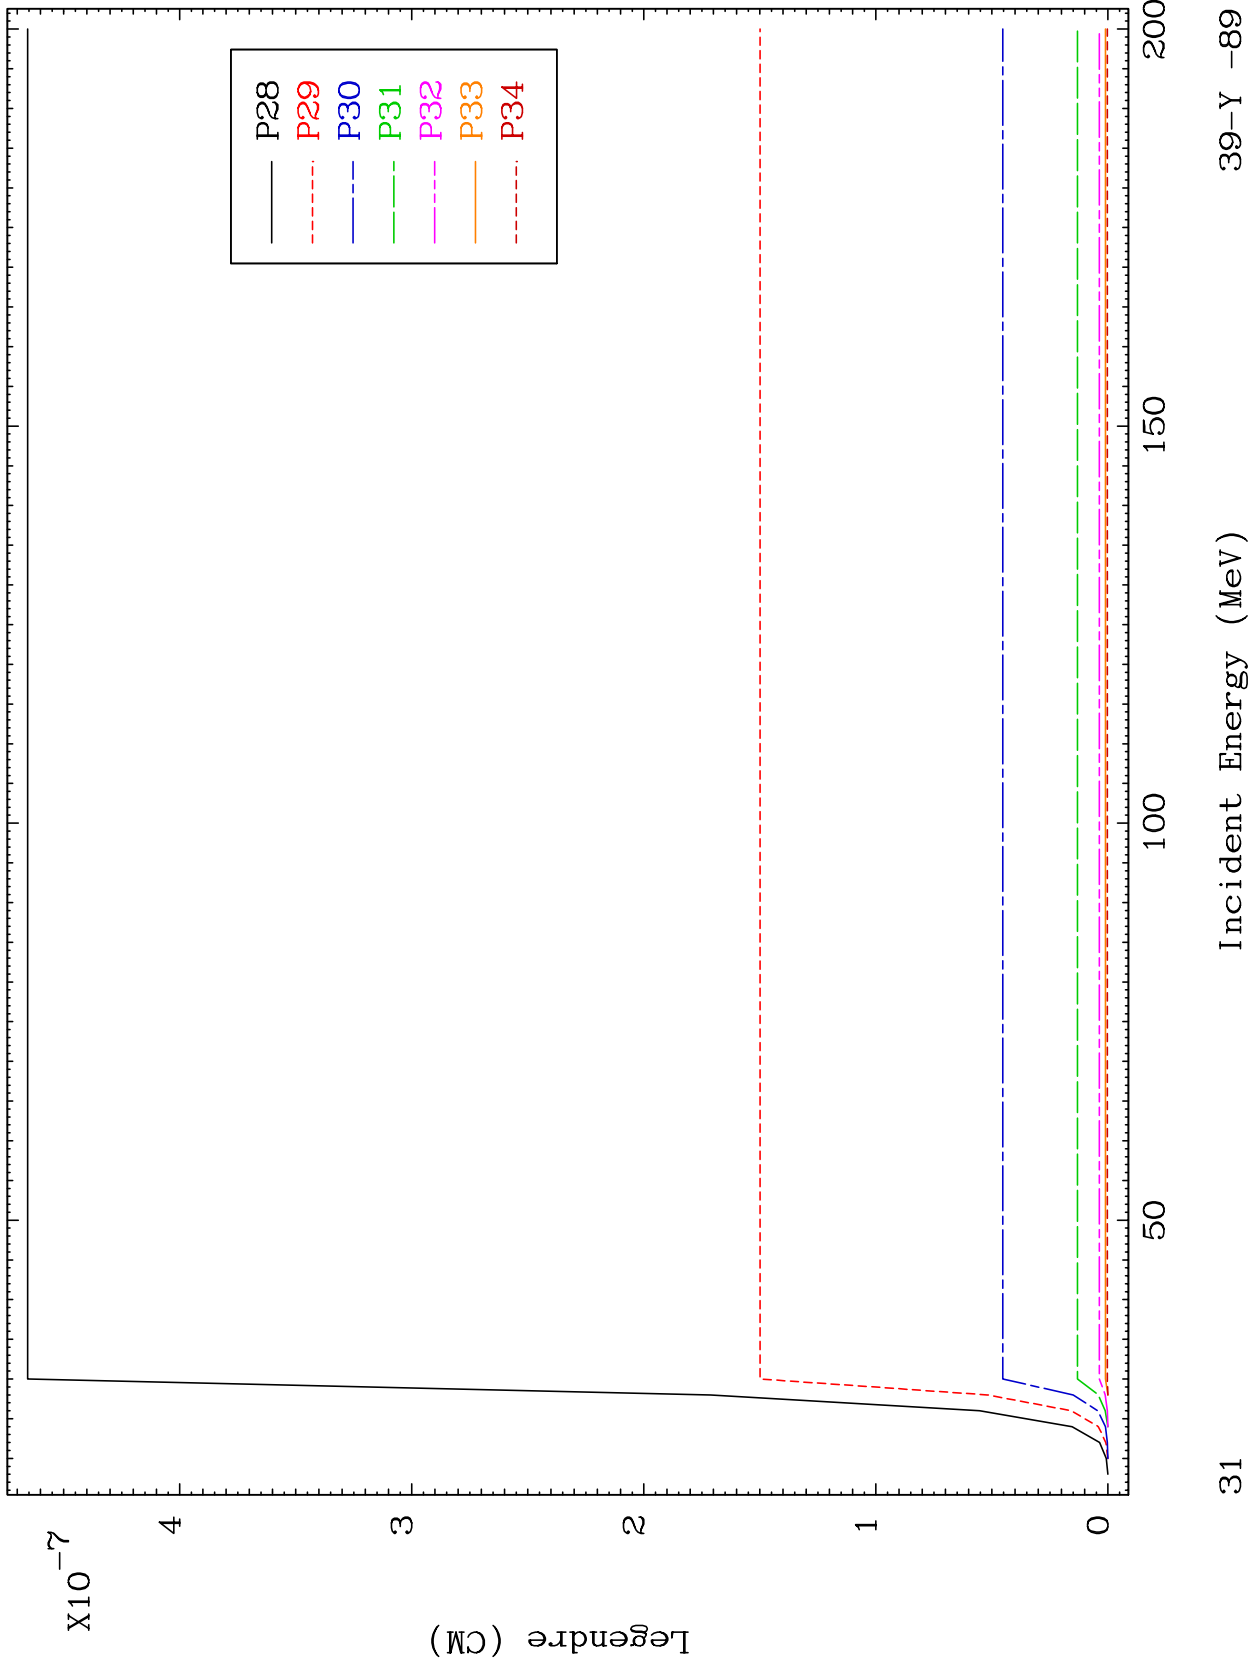 X10-7
Legendre (CM)
4
3
2
1
0
P28
P29
P30
P31
P32
P33
P34
50
100
150
200
Incident Energy (MeV)
31
39-Y -89